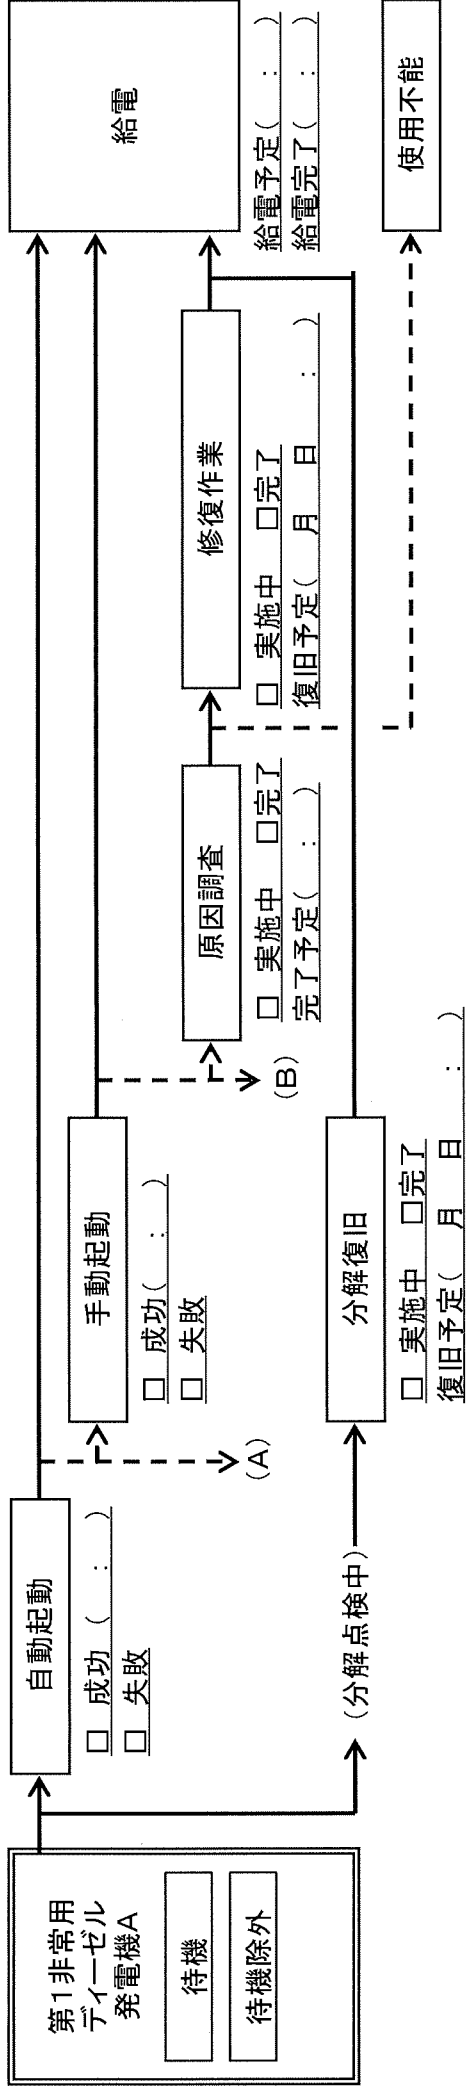 第1非常用
ディーゼル
発電機A
待機
待機除外
自動起動
□ 成功 ( : )
□ 失敗
(A)
手動起動
□ 成功( : )
□ 失敗
(B)
原因調査
□ 実施中 □完了
完了予定( : )
修復作業
□ 実施中 □完了
復旧予定( 月 日 : )
給電
給電予定( : )
給電完了( : )
使用不能
(分解点検中)
分解復旧
□ 実施中 □完了
復旧予定( 月 日 : )